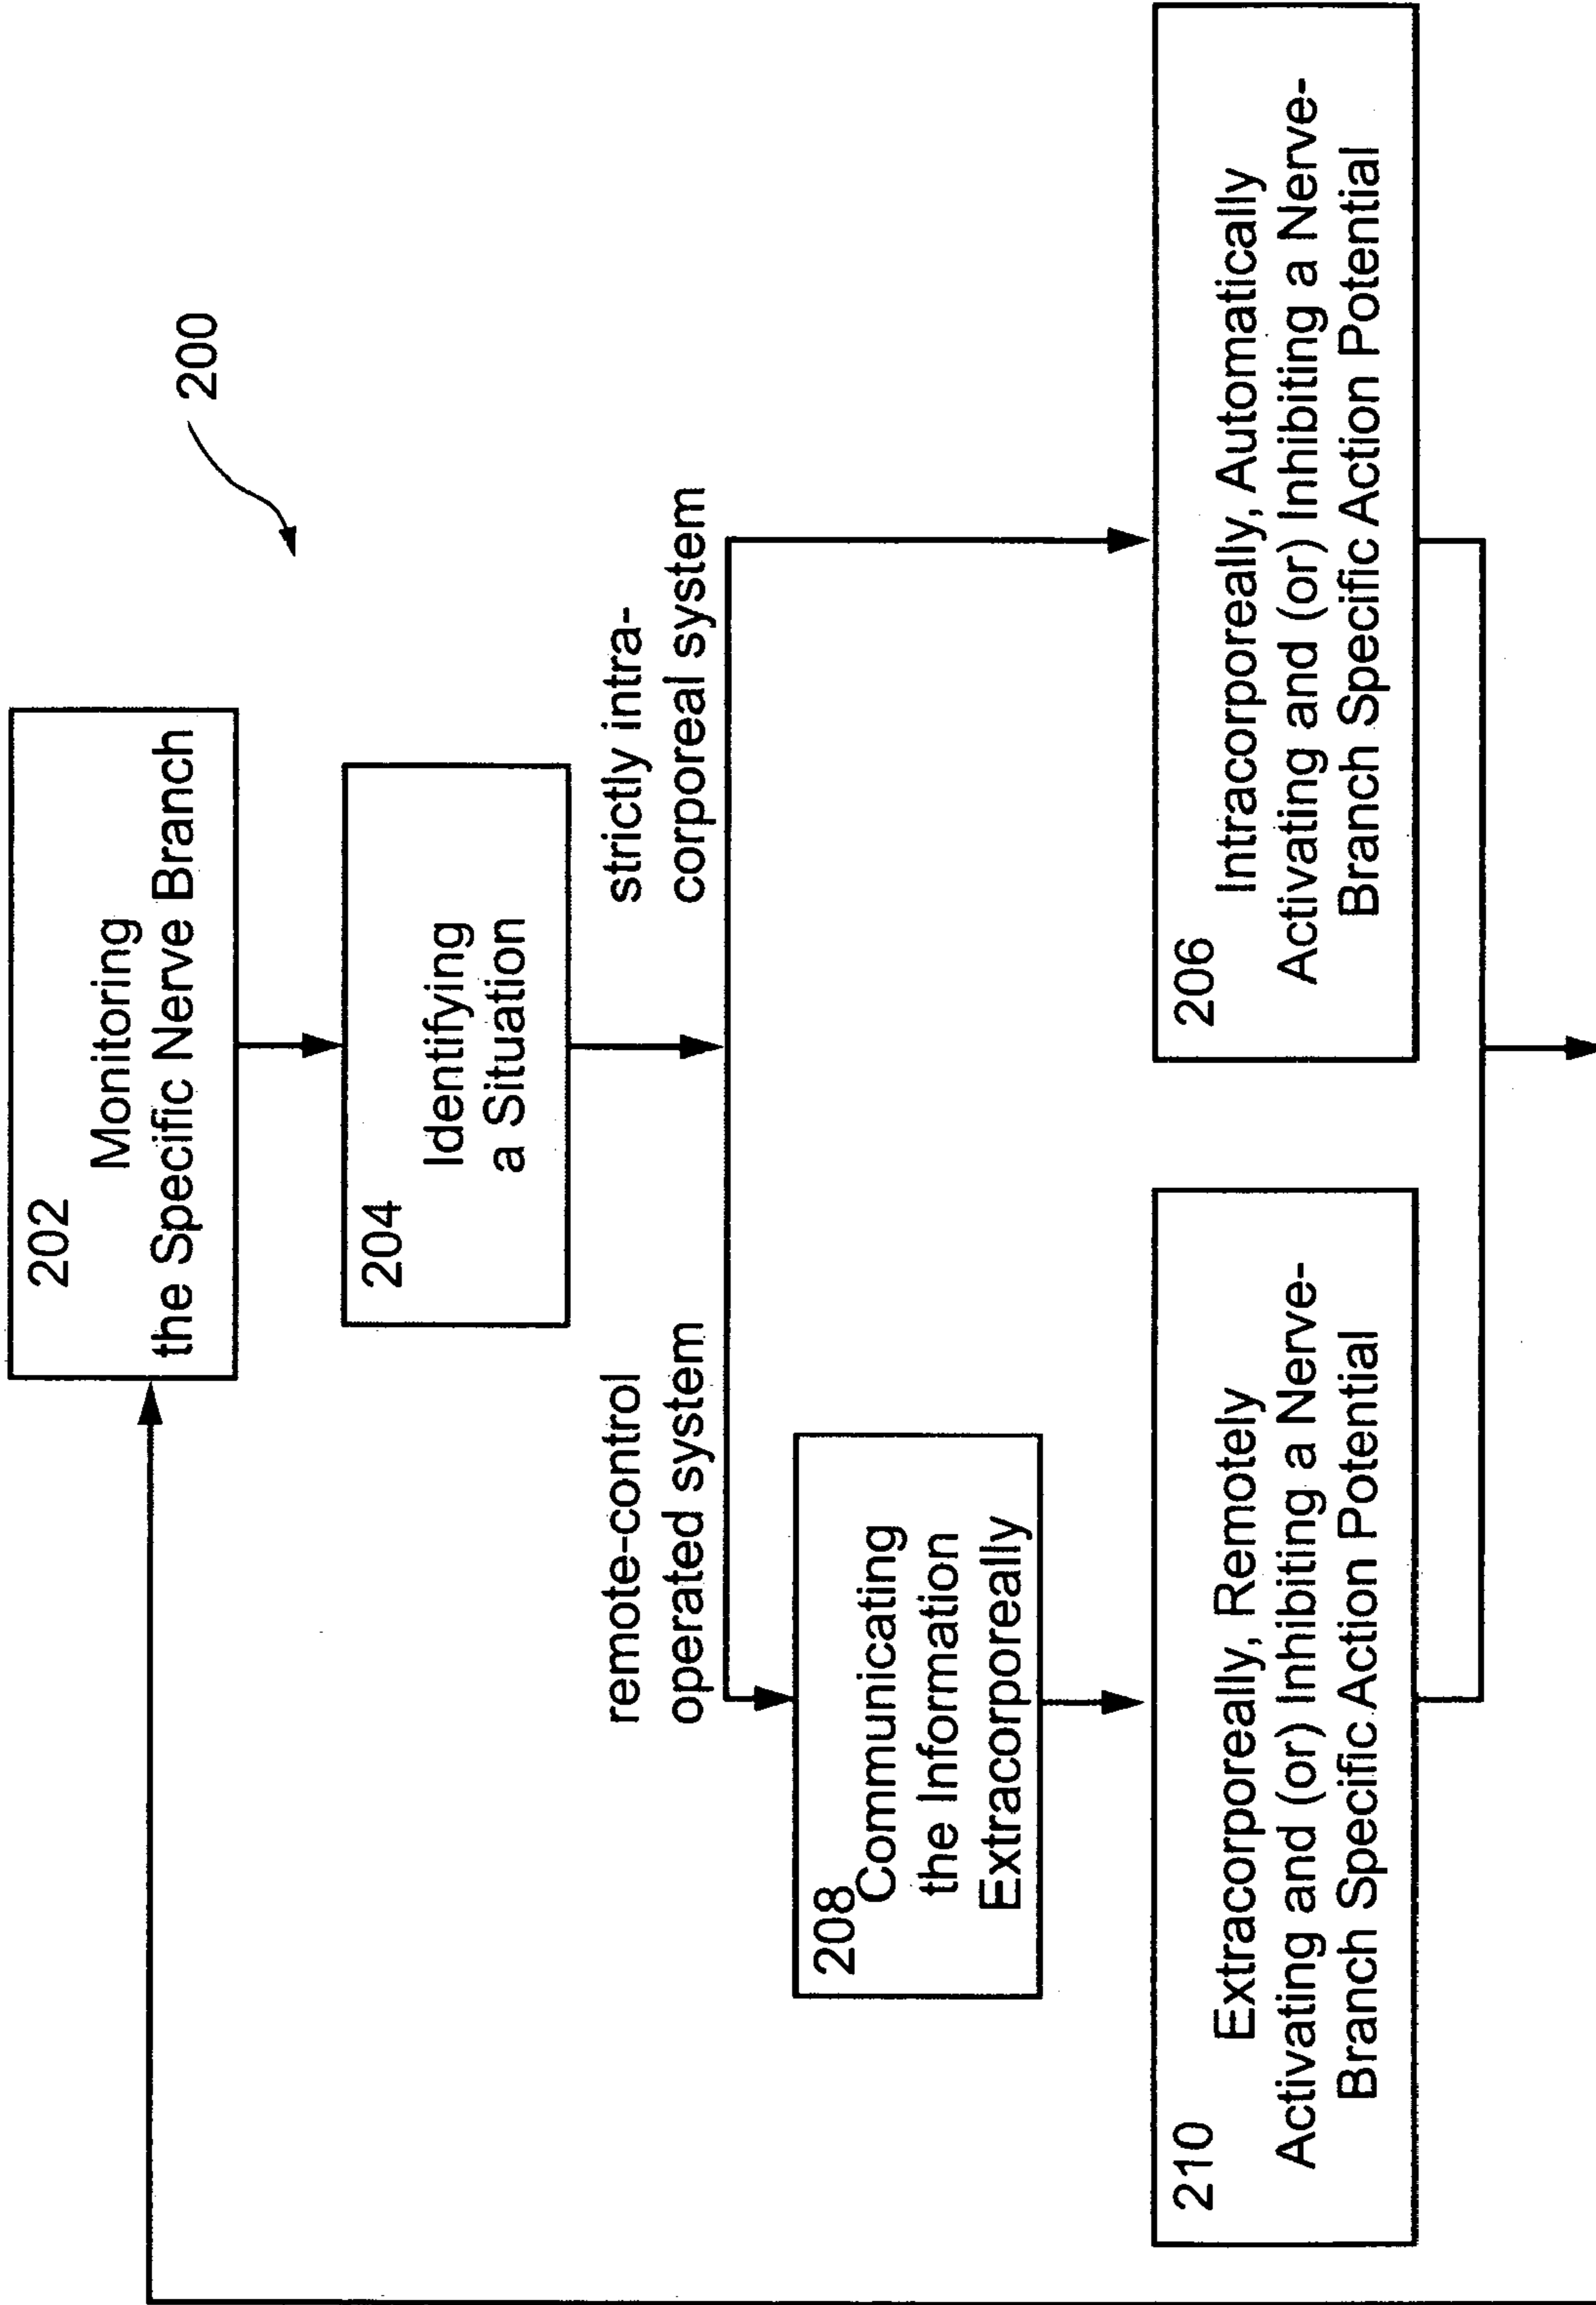 200
202
Monitoring
the Specific Nerve Branch
204
Identifying
a Situation
remote-control
operated system
strictly intra-
corporeal system
208
Communicating
the Information
Extracorporeally
210
Extracorporeally, Remotely
Activating and (or) Inhibiting a Nerve-
Branch Specific Action Potential
206
Intracorporeally, Automatically
Activating and (or) Inhibiting a Nerve-
Branch Specific Action Potential